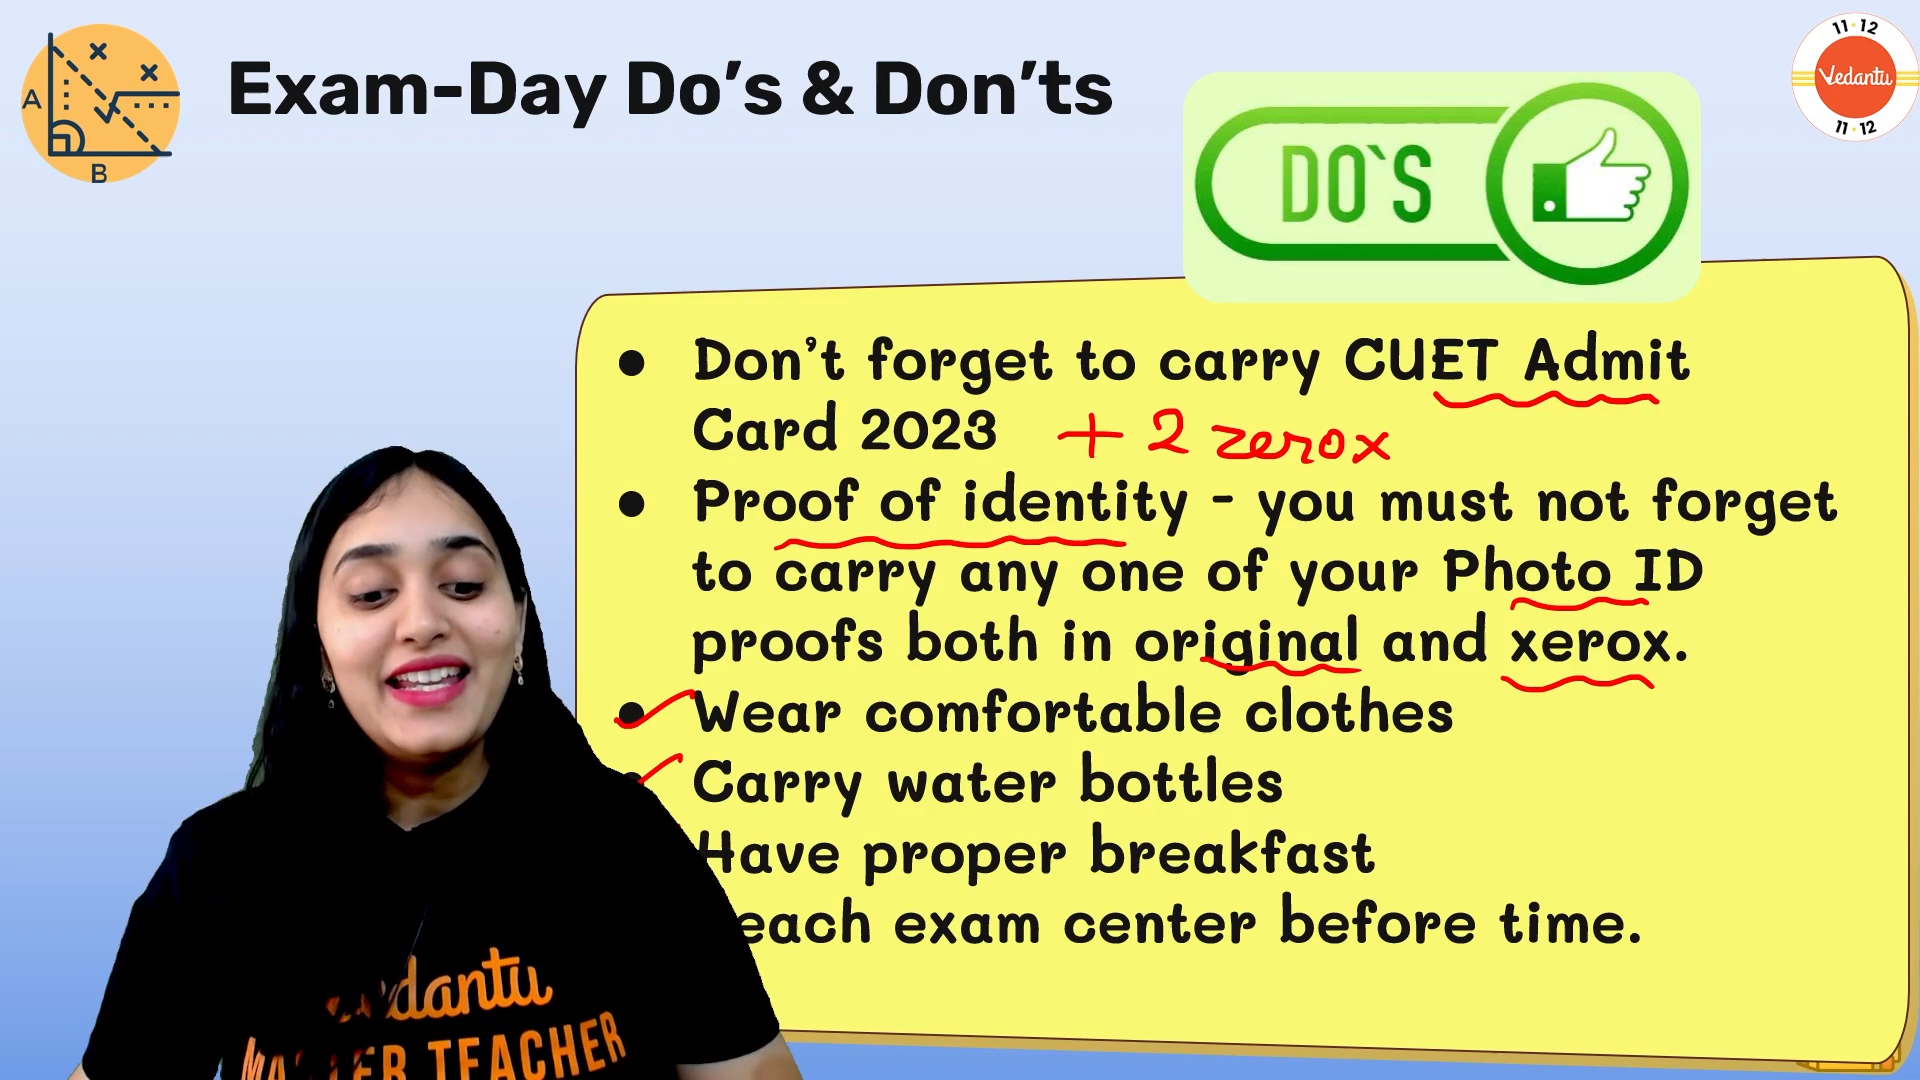 Exam-Day Do's & Don'ts
A
B
11·12
Vedantu
11·12
DO`S
• Don't forget to carry CUET Admit
Card 2023 + 2 zerox
• Proof of identity - you must not forget
to carry any one of your Photo ID
proofs both in original and xerox.
• Wear comfortable clothes
• Carry water bottles
Have proper breakfast
each exam center before time.
TEACHER